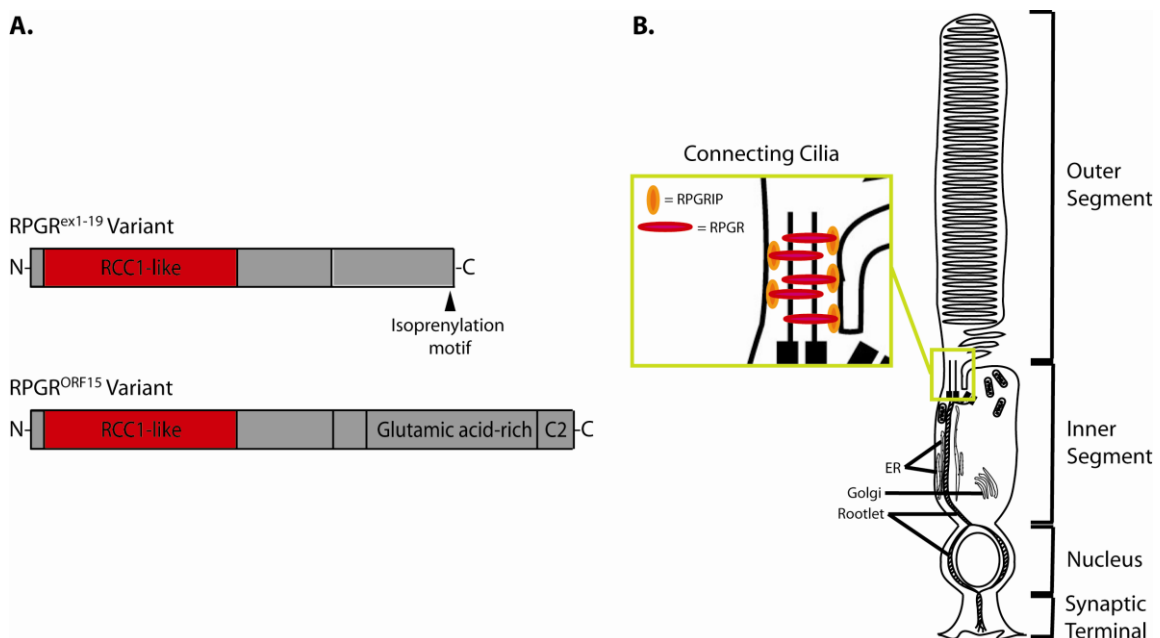 A.
RPGRex1-19 Variant
N- RCC1-like -C
Isoprenylation
motif
RPGRORF15 Variant
N- RCC1-like Glutamic acid-rich C2 -C
B.
Connecting Cilia
= RPGRIP
= RPGR
Outer
Segment
Inner
Segment
ER
Golgi
Rootlet
Nucleus
Synaptic
Terminal